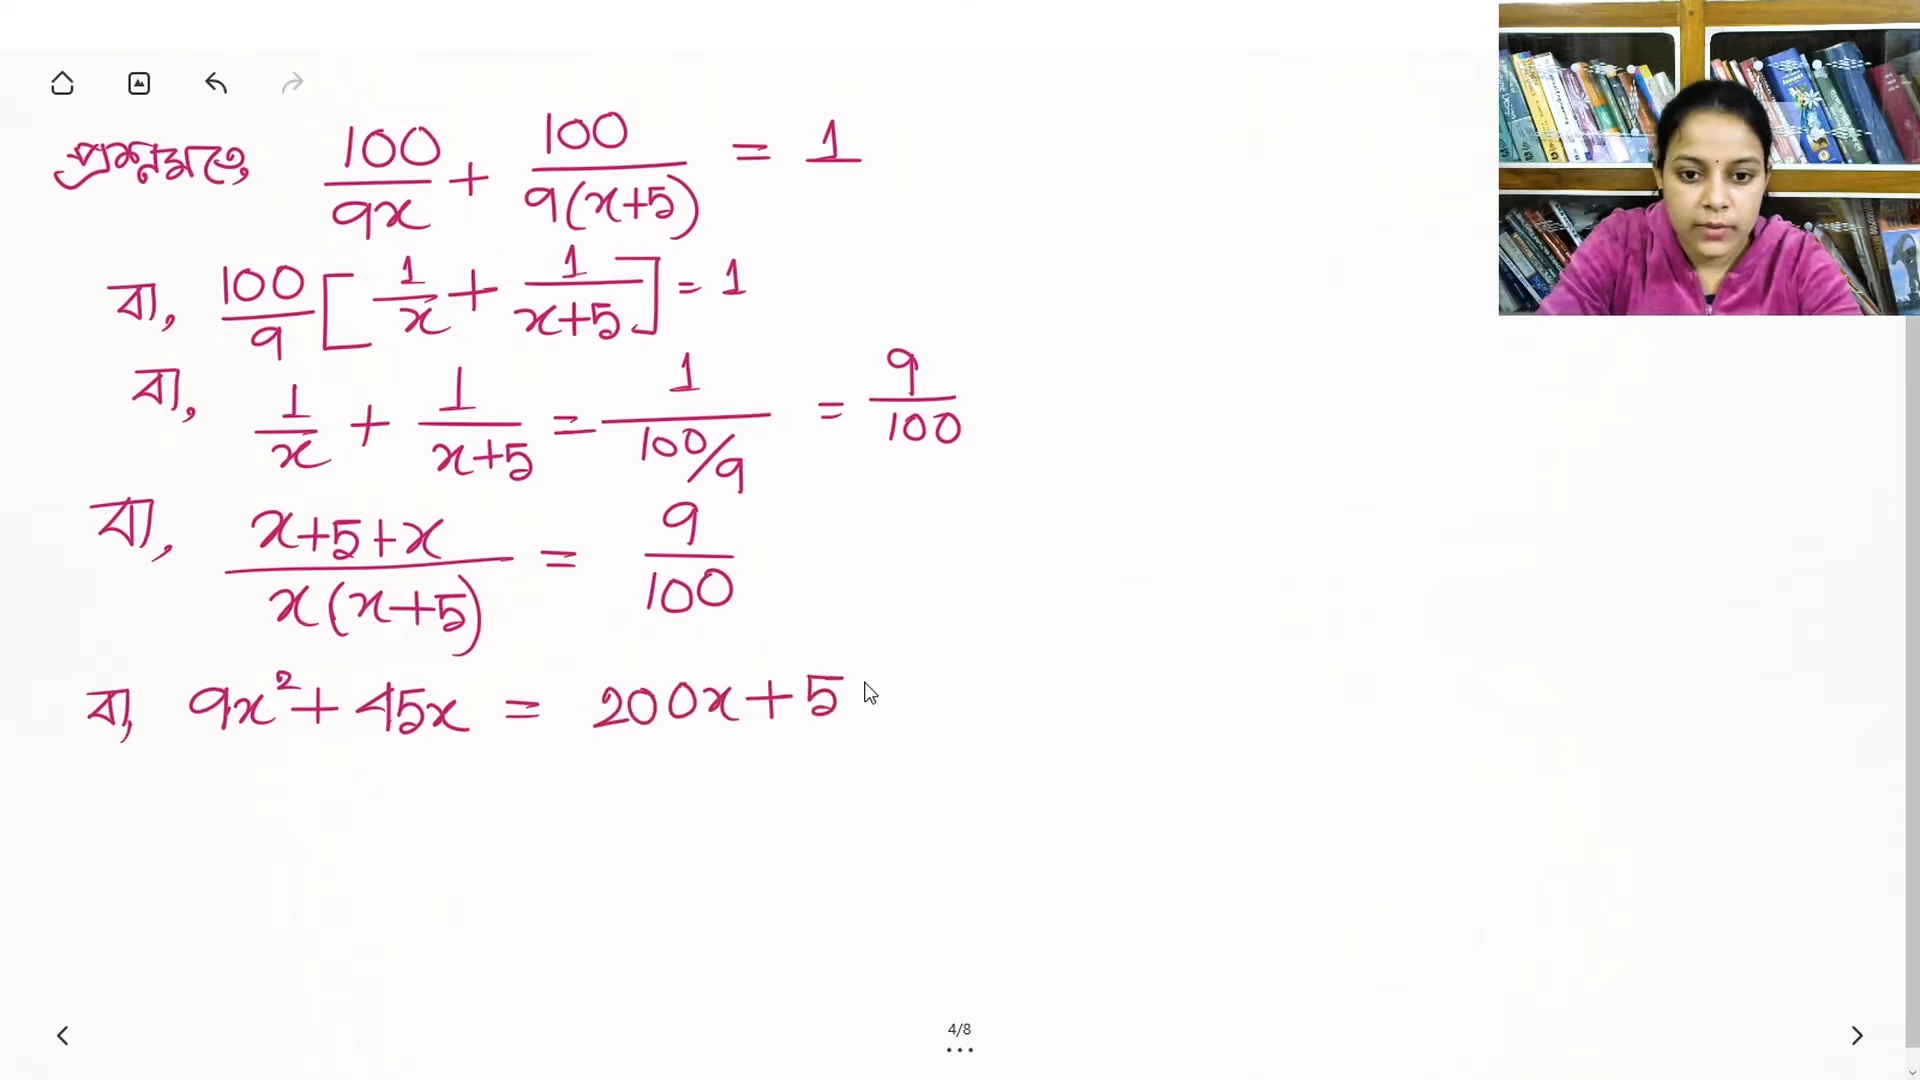 প্রশ্নমতে, 100/9x + 100/9(x+5) = 1
বা, 100/9 [1/x + 1/x+5] = 1
বা, 1/x + 1/x+5 = 1/100/9 = 9/100
বা, x+5+x/x(x+5) = 9/100
বা, 9x² + 45x = 200x + 5
4/8